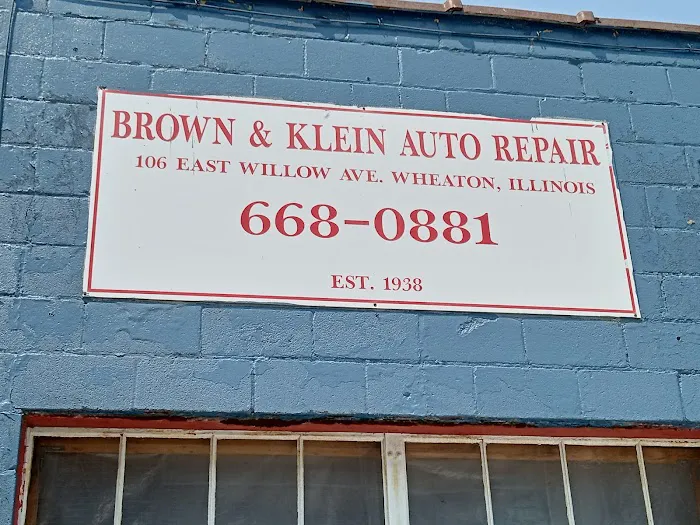 BROWN & KLEIN AUTO REPAIR
106 EAST WILLOW AVE. WHEATON, ILLINOIS
668-0881
EST. 1938